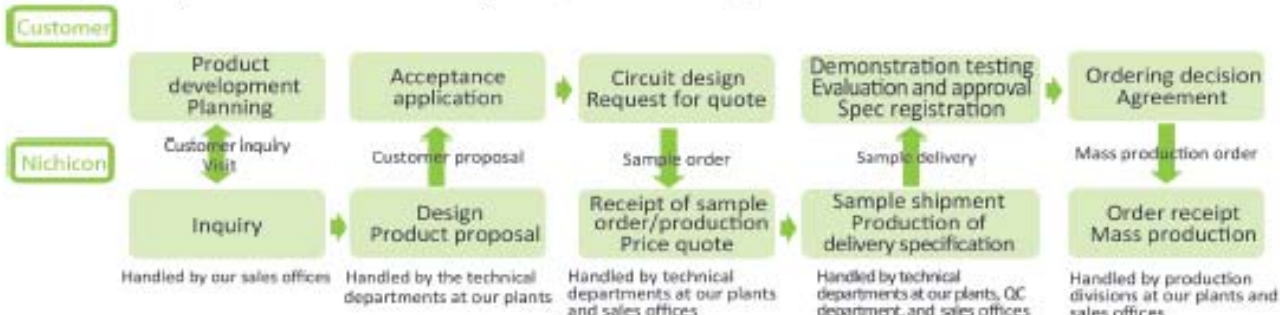 Customer
Product
development
Planning
Acceptance
application
Circuit design
Request for quote
Demonstration testing
Evaluation and approval
Spec registration
Ordering decision
Agreement
Nichicon
Customer inquiry
Visit
Customer proposal
Sample order
Sample delivery
Mass production order
Inquiry
Design
Product proposal
Receipt of sample
order/production
Price quote
Sample shipment
Production of
delivery specification
Order receipt
Mass production
Handled by our sales offices
Handled by the technical
departments at our plants
Handled by technical
departments at our plants
and sales offices
Handled by technical
departments at our plants, QC
department, and sales offices
Handled by production
divisions at our plants and
sales offices